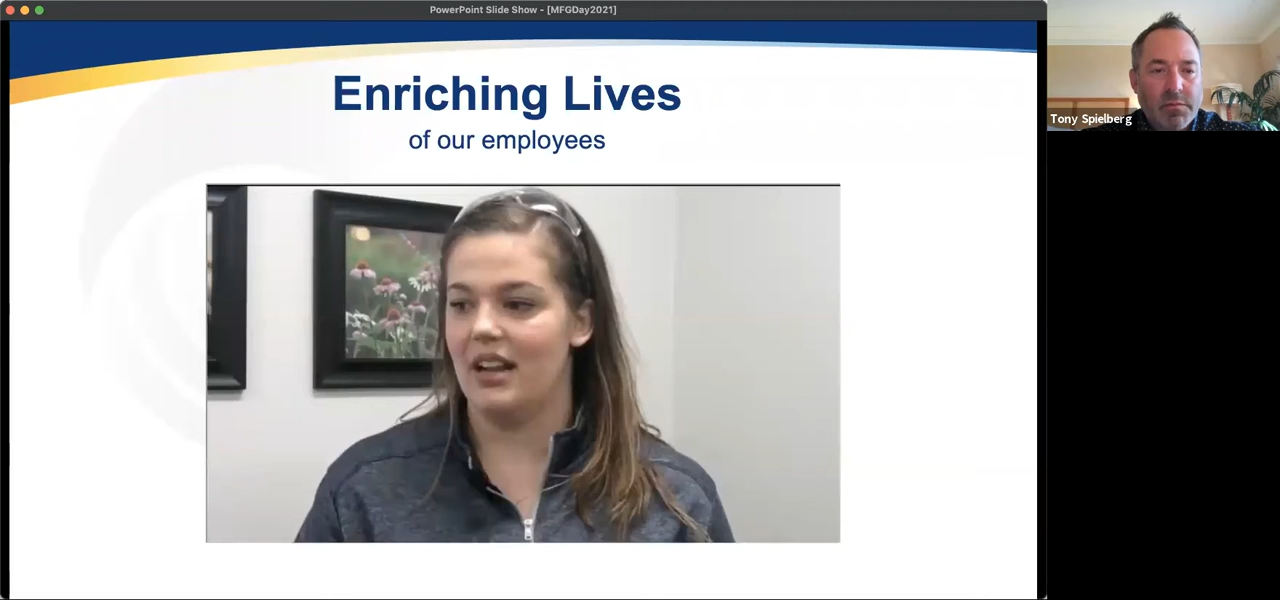 PowerPoint Slide Show - [MFGDay2021]
Enriching Lives
of our employees
Tony Spielberg